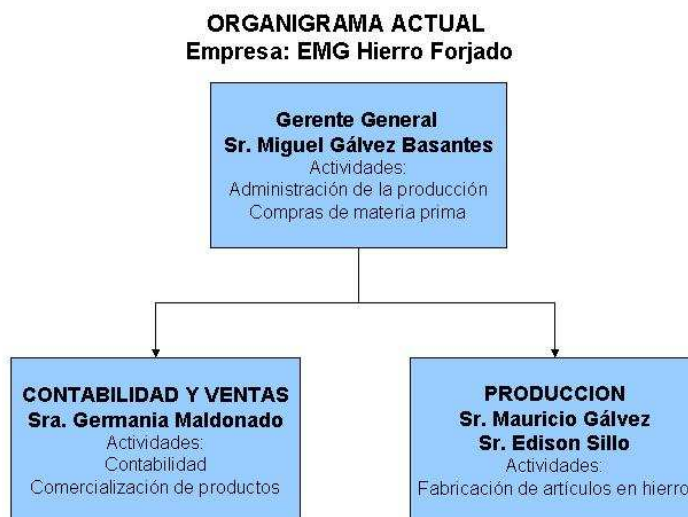 ORGANIGRAMA ACTUAL
Empresa: EMG Hierro Forjado
Gerente General
Sr. Miguel Gálvez Basantes
Actividades:
Administración de la producción
Compras de materia prima
CONTABILIDAD Y VENTAS
Sra. Germania Maldonado
Actividades:
Contabilidad
Comercialización de productos
PRODUCCION
Sr. Mauricio Gálvez
Sr. Edison Sillo
Actividades:
Fabricación de artículos en hierro